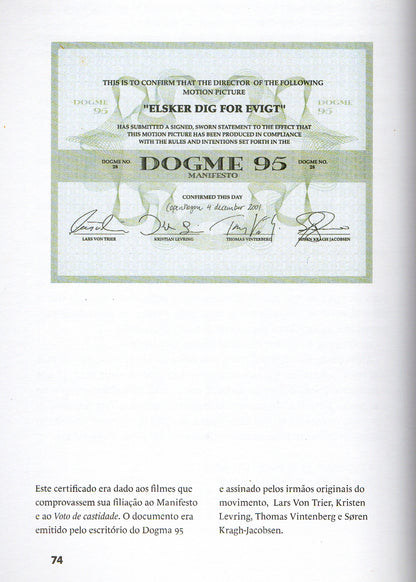 THIS IS TO CONFIRM THAT THE DIRECTOR OF THE FOLLOWING
MOTION PICTURE
DOGME 95
"ELSKER DIG FOR EVIGT"
DOGME 95
HAS SUBMITTED A SIGNED, SWORN STATEMENT TO THE EFFECT THAT
THIS MOTION PICTURE HAS BEEN PRODUCED IN COMPLIANCE
WITH THE RULES AND INTENTIONS SET FORTH IN THE
DOGME NO. 28
DOGME 95
DOGME NO. 28
MANIFESTO
CONFIRMED THIS DAY
Copenhagen 4 december 2001
LARS VON TRIER
KRISTIAN LEVRING
THOMAS VINTERBERG
SØREN KRAGH JACOBSEN
Este certificado era dado aos filmes que
comprovassem sua filiação ao Manifesto
e ao Voto de castidade. O documento era
emitido pelo escritório do Dogma 95
e assinado pelos irmãos originais do
movimento, Lars Von Trier, Kristen
Levring, Thomas Vintenberg e Søren
Kragh-Jacobsen.
74